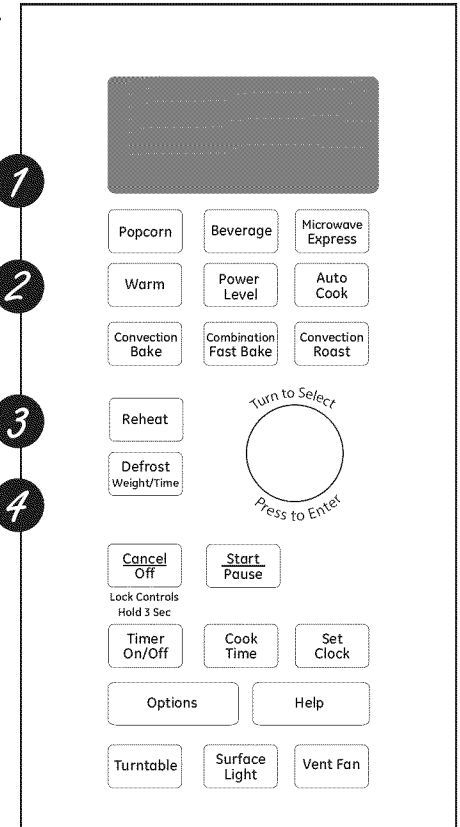 1
Popcorn
Beverage
Microwave
Express
2
Warm
Power
Level
Auto
Cook
Convection
Bake
Combination
Fast Bake
Convection
Roast
3
Reheat
Turn to Select
Defrost
Weight/Time
4
Press to Enter
Cancel
Off
Start
Pause
Lock Controls
Hold 3 Sec
Timer
On/Off
Cook
Time
Set
Clock
Options
Help
Turntable
Surface
Light
Vent Fan